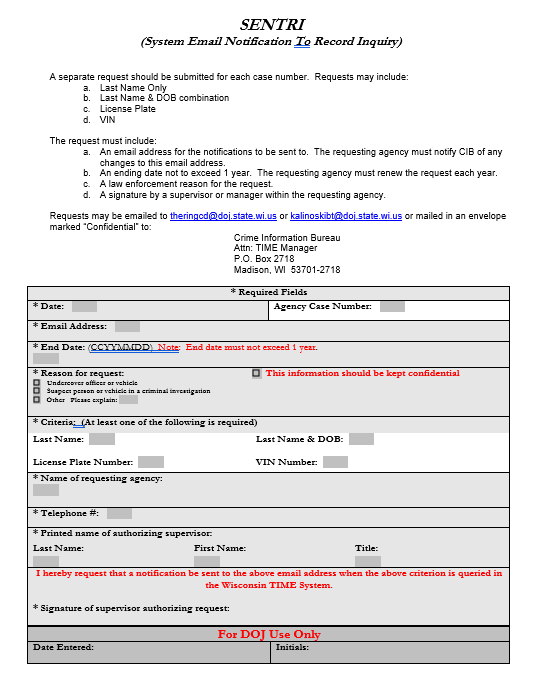 SENTRI
(System Email Notification To Record Inquiry)
A separate request should be submitted for each case number. Requests may include:
a. Last Name Only
b. Last Name & DOB combination
c. License Plate
d. VIN
The request must include:
a. An email address for the notifications to be sent to. The requesting agency must notify CIB of any
changes to this email address.
b. An ending date not to exceed 1 year. The requesting agency must renew the request each year.
c. A law enforcement reason for the request.
d. A signature by a supervisor or manager within the requesting agency.
Requests may be emailed to theringcd@doj.state.wi.us or kalinoskibt@doj.state.wi.us or mailed in an envelope
marked "Confidential" to:
Crime Information Bureau
Attn: TIME Manager
P.O. Box 2718
Madison, WI 53701-2718
* Required Fields
* Date: Agency Case Number:
* Email Address:
* End Date: (CCYYMMDD) Note: End date must not exceed 1 year.
* Reason for request: This information should be kept confidential
Undercover officer or vehicle
Suspect person or vehicle in a criminal investigation
Other Please explain:
* Criteria: (At least one of the following is required)
Last Name: Last Name & DOB:
License Plate Number: VIN Number:
* Name of requesting agency:
* Telephone #:
* Printed name of authorizing supervisor:
Last Name: First Name: Title:
I hereby request that a notification be sent to the above email address when the above criterion is queried in
the Wisconsin TIME System.
* Signature of supervisor authorizing request:
For DOJ Use Only
Date Entered: Initials: